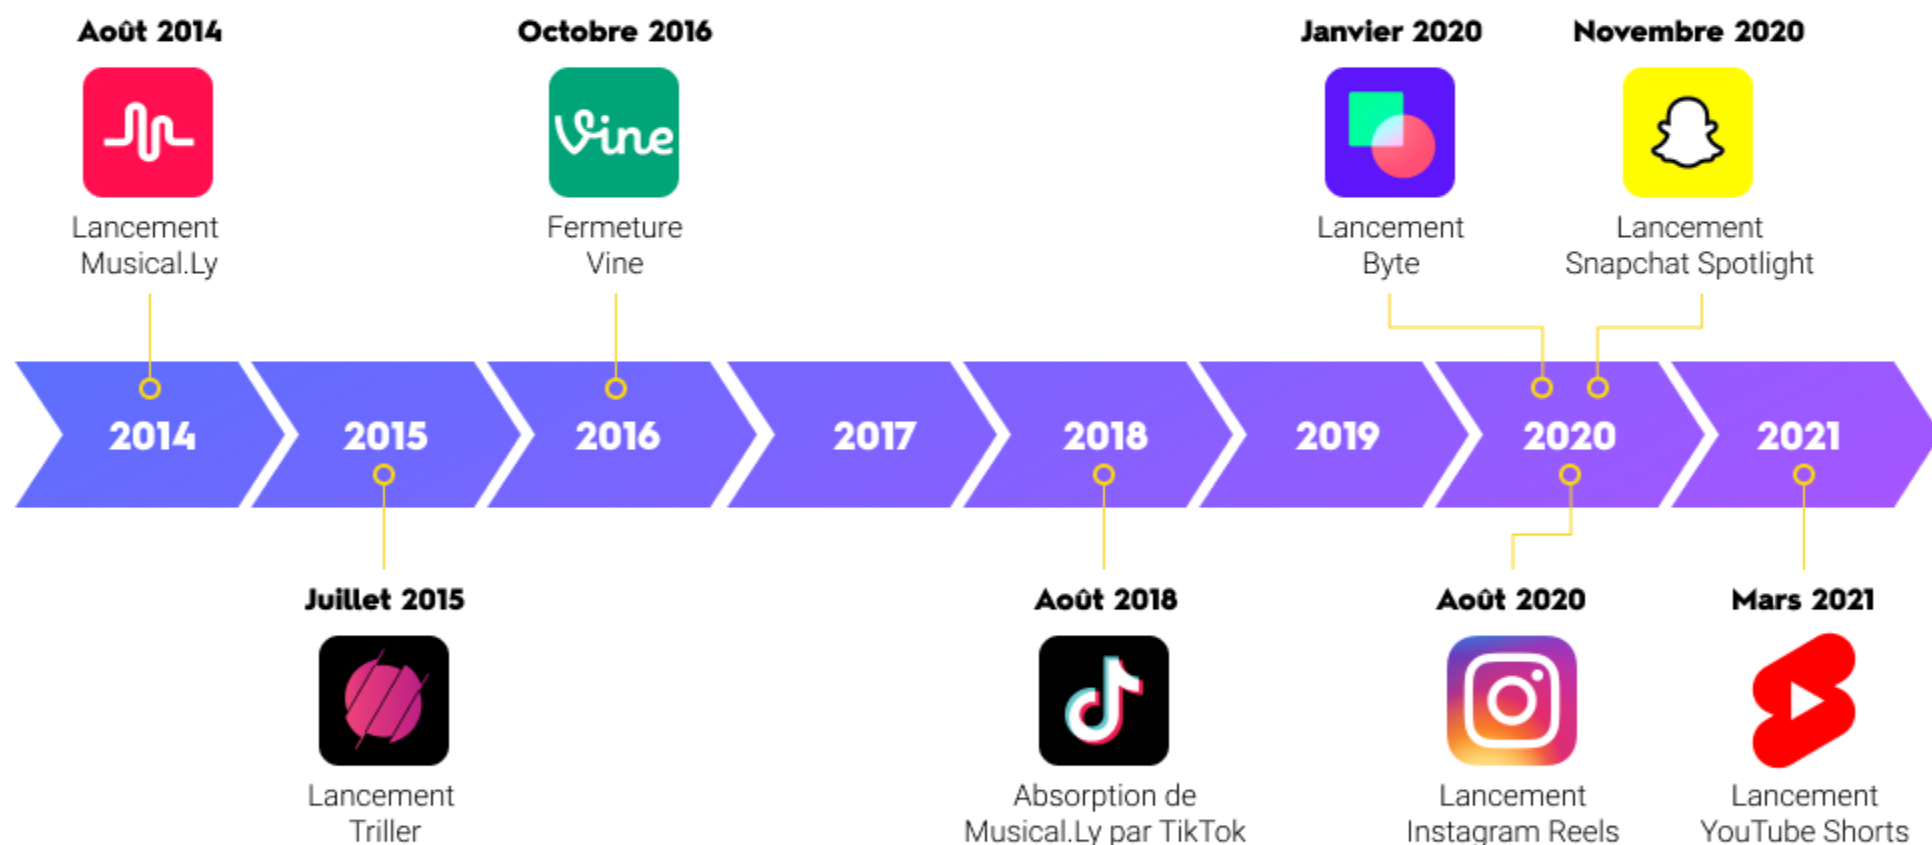 Août 2014
Lancement
Musical.Ly
Octobre 2016
Vine
Fermeture
Vine
Janvier 2020
Lancement
Byte
Novembre 2020
Lancement
Snapchat Spotlight
2014
2015
2016
2017
2018
2019
2020
2021
Juillet 2015
Lancement
Triller
Août 2018
Absorption de
Musical.Ly par TikTok
Août 2020
Lancement
Instagram Reels
Mars 2021
Lancement
YouTube Shorts